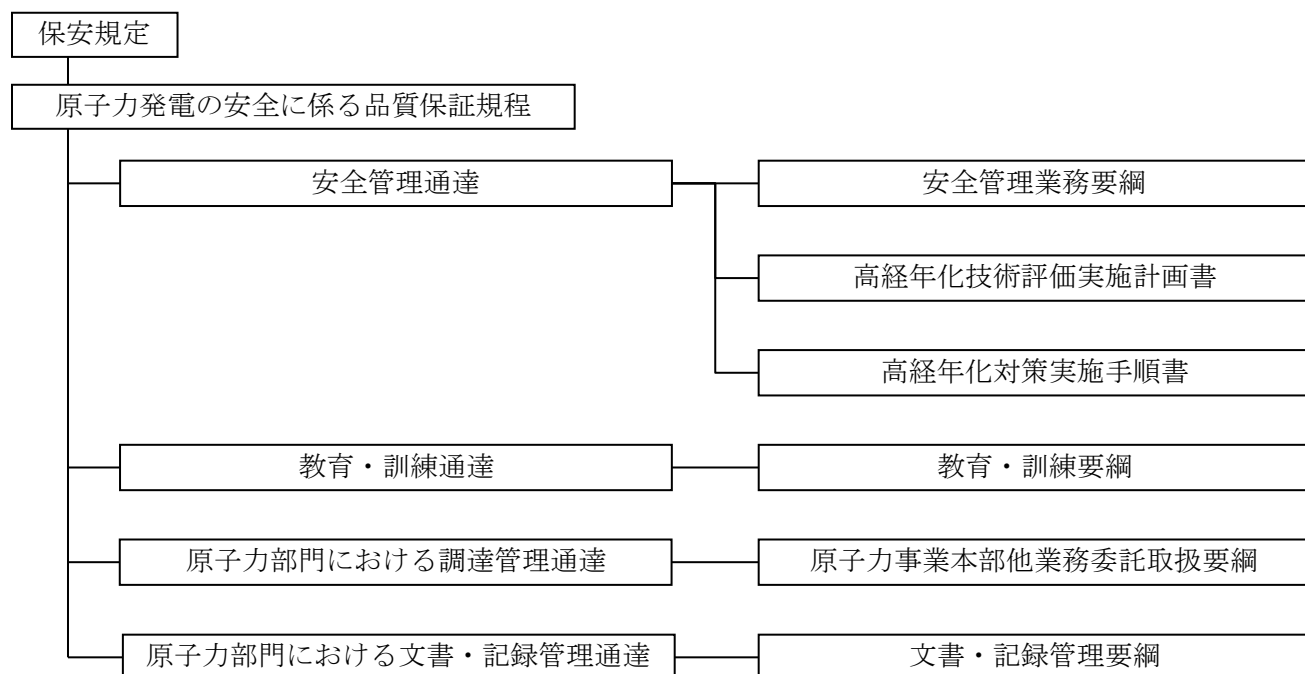 保安規定
原子力発電の安全に係る品質保証規程
安全管理通達
安全管理業務要綱
高経年化技術評価実施計画書
高経年化対策実施手順書
教育・訓練通達
教育・訓練要綱
原子力部門における調達管理通達
原子力事業本部他業務委託取扱要綱
原子力部門における文書・記録管理通達
文書・記録管理要綱